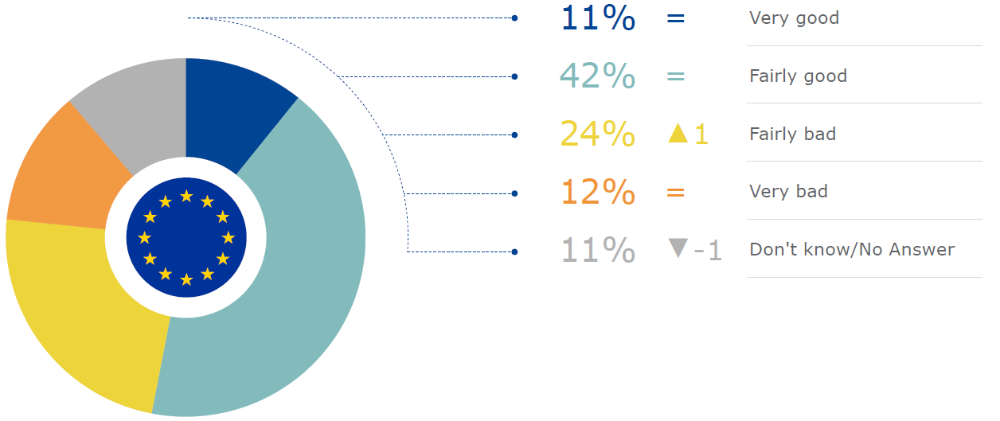 11% = Very good
42% = Fairly good
24% ▲1 Fairly bad
12% = Very bad
11% ▼-1 Don't know/No Answer